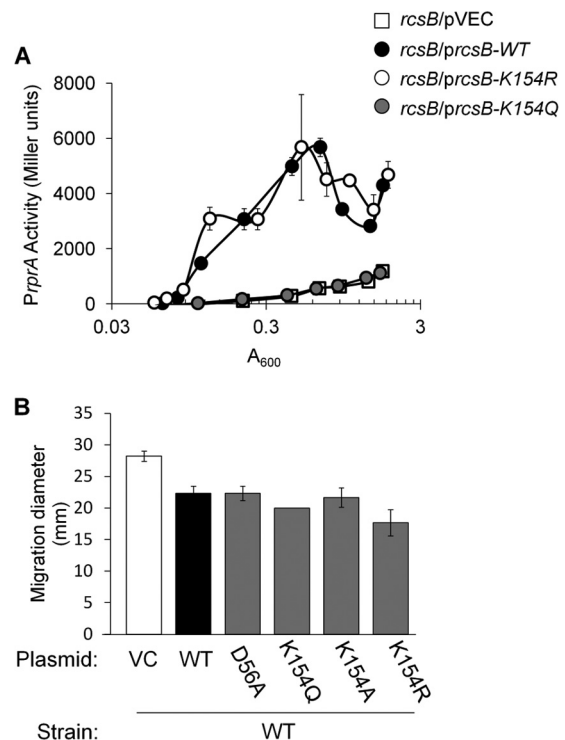 rcsB/pVEC
rcsB/prcsB-WT
rcsB/prcsB-K154R
rcsB/prcsB-K154Q
A
PrprA Activity (Miller units)
8000
6000
4000
2000
0
0.03
0.3
3
A600
B
Migration diameter
(mm)
35
30
25
20
15
10
5
0
Plasmid:
VC
WT
D56A
K154Q
K154A
K154R
Strain:
WT